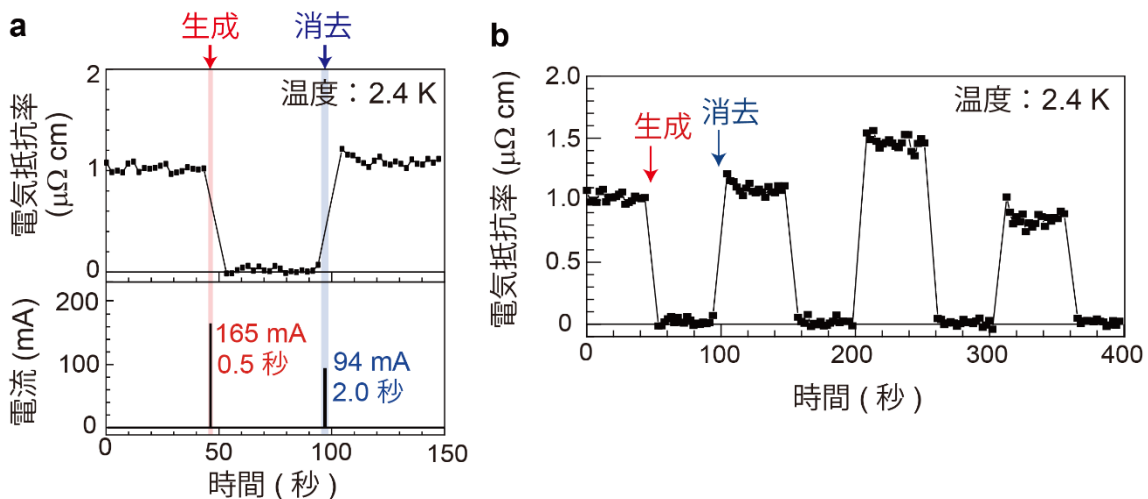 a
生成
消去
温度：2.4 K
電気抵抗率
(μΩ cm)
2
1
0
電流 (mA)
200
100
0
165 mA
0.5 秒
94 mA
2.0 秒
0
50
100
150
時間 ( 秒 )
b
温度：2.4 K
生成
消去
電気抵抗率 (μΩ cm)
2.0
1.5
1.0
0.5
0
0
100
200
300
400
時間 ( 秒 )